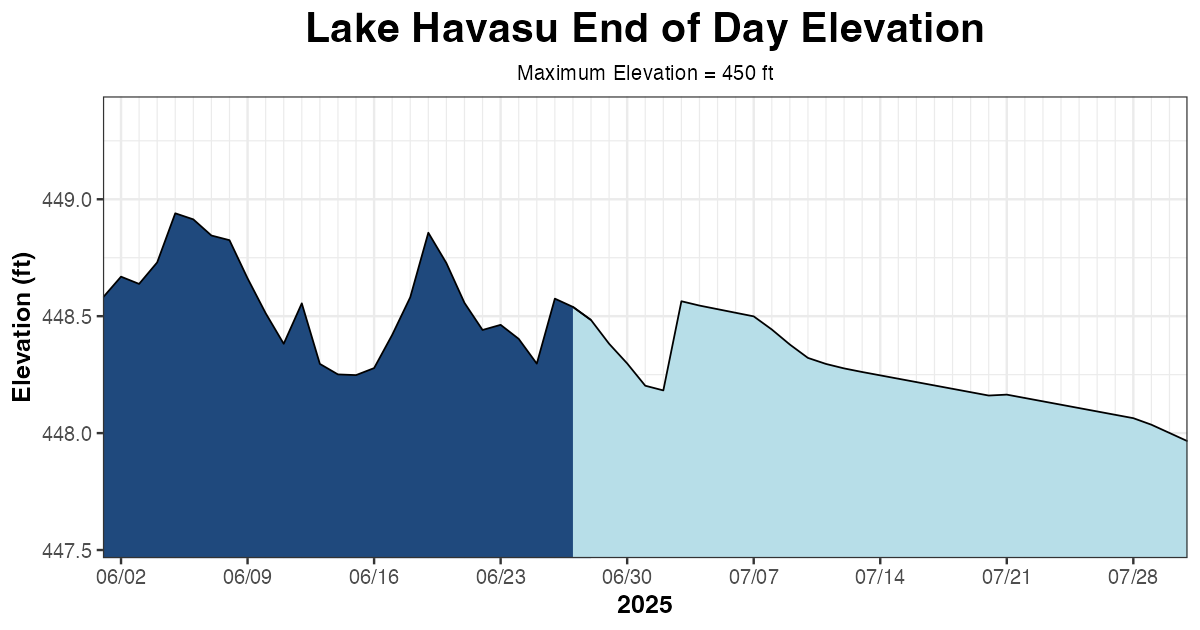 Lake Havasu End of Day Elevation
Maximum Elevation = 450 ft
Elevation (ft)
449.0
448.5
448.0
447.5
06/02 06/09 06/16 06/23 06/30 07/07 07/14 07/21 07/28
2025